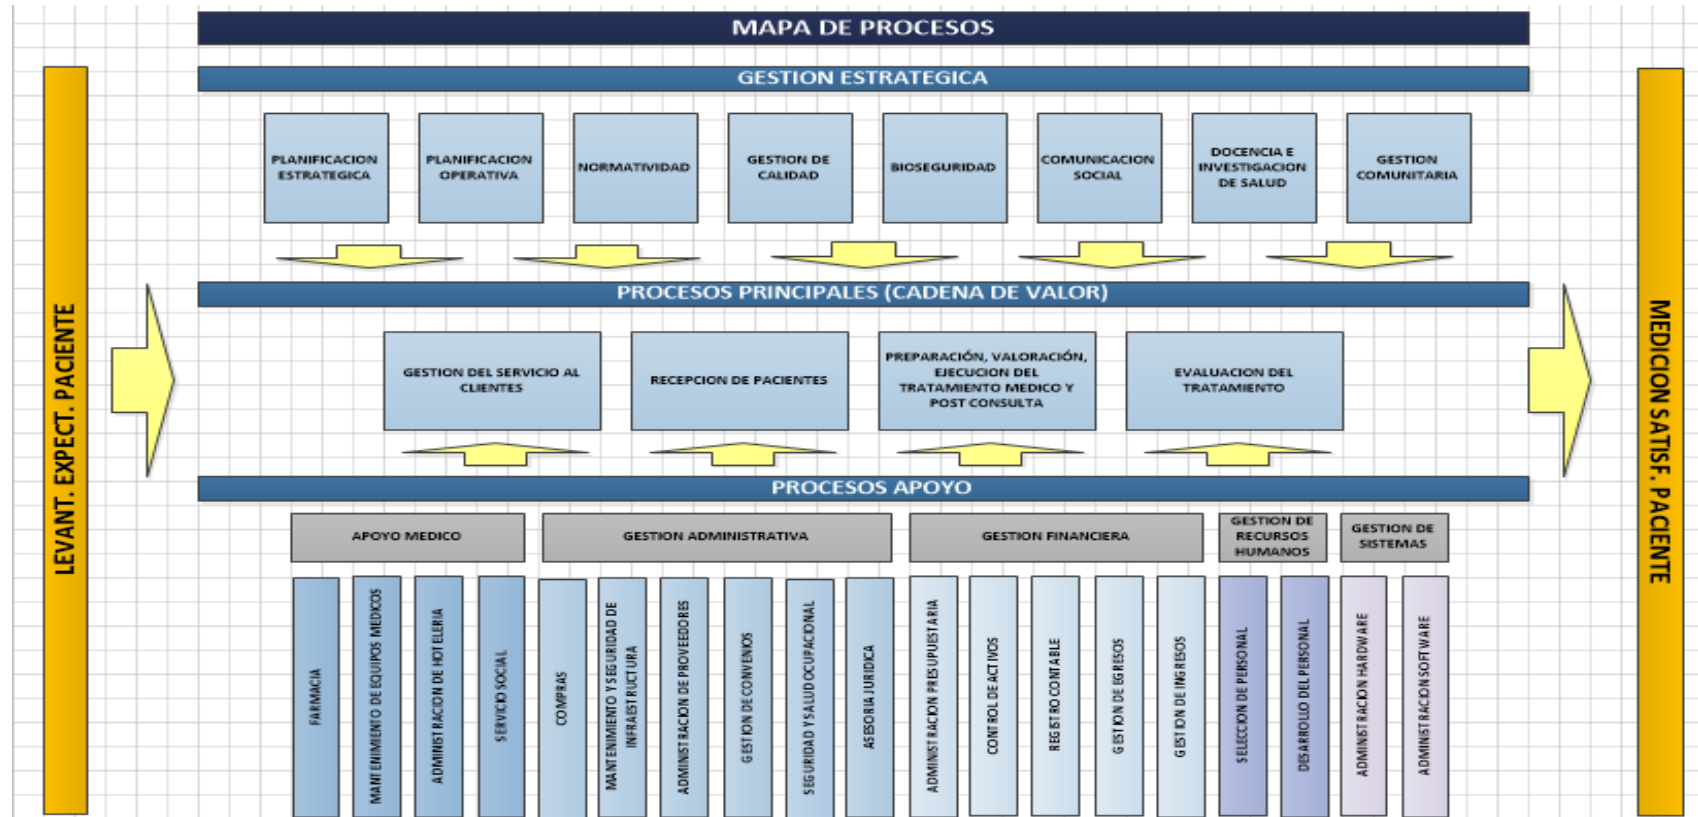 MAPA DE PROCESOS
GESTION ESTRATEGICA
PLANIFICACION
ESTRATEGICA
PLANIFICACION
OPERATIVA
NORMATIVIDAD
GESTION DE
CALIDAD
BIOSEGURIDAD
COMUNICACION
SOCIAL
DOCENCIA E
INVESTIGACION
DE SALUD
GESTION
COMUNITARIA
LEVANT. EXPECT. PACIENTE
PROCESOS PRINCIPALES (CADENA DE VALOR)
GESTION DEL SERVICIO AL
CLIENTES
RECEPCION DE PACIENTES
PREPARACIÓN, VALORACIÓN,
EJECUCION DEL
TRATAMIENTO MEDICO Y
POST CONSULTA
EVALUACION DEL
TRATAMIENTO
MEDICION SATISF. PACIENTE
PROCESOS APOYO
APOYO MEDICO
GESTION ADMINISTRATIVA
GESTION FINANCIERA
GESTION DE
RECURSOS
HUMANOS
GESTION DE
SISTEMAS
FARMACIA
MANTENIMIENTO DE EQUIPOS MEDICOS
ADMINISTRACION DE HOTELERIA
SERVICIO SOCIAL
COMPRAS
MANTENIMIENTO Y SEGURIDAD DE
INFRAESTRUCTURA
ADMINISTRACION DE PROVEEDORES
GESTION DE CONVENIOS
SEGURIDAD Y SALUD OCUPACIONAL
ASESORIA JURIDICA
ADMINISTRACION PRESUPUESTARIA
CONTROL DE ACTIVOS
REGISTRO CONTABLE
GESTION DE EGRESOS
GESTION DE INGRESOS
SELECCION DE PERSONAL
DESARROLLO DEL PERSONAL
ADMINISTRACION HARDWARE
ADMINISTRACION SOFTWARE